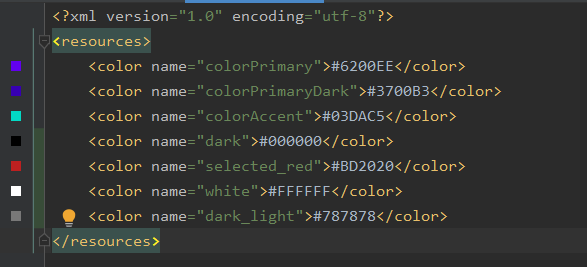 <?xml version="1.0" encoding="utf-8"?>
<resources>
<color name="colorPrimary">#6200EE</color>
<color name="colorPrimaryDark">#3700B3</color>
<color name="colorAccent">#03DAC5</color>
<color name="dark">#000000</color>
<color name="selected_red">#BD2020</color>
<color name="white">#FFFFFF</color>
<color name="dark_light">#787878</color>
</resources>